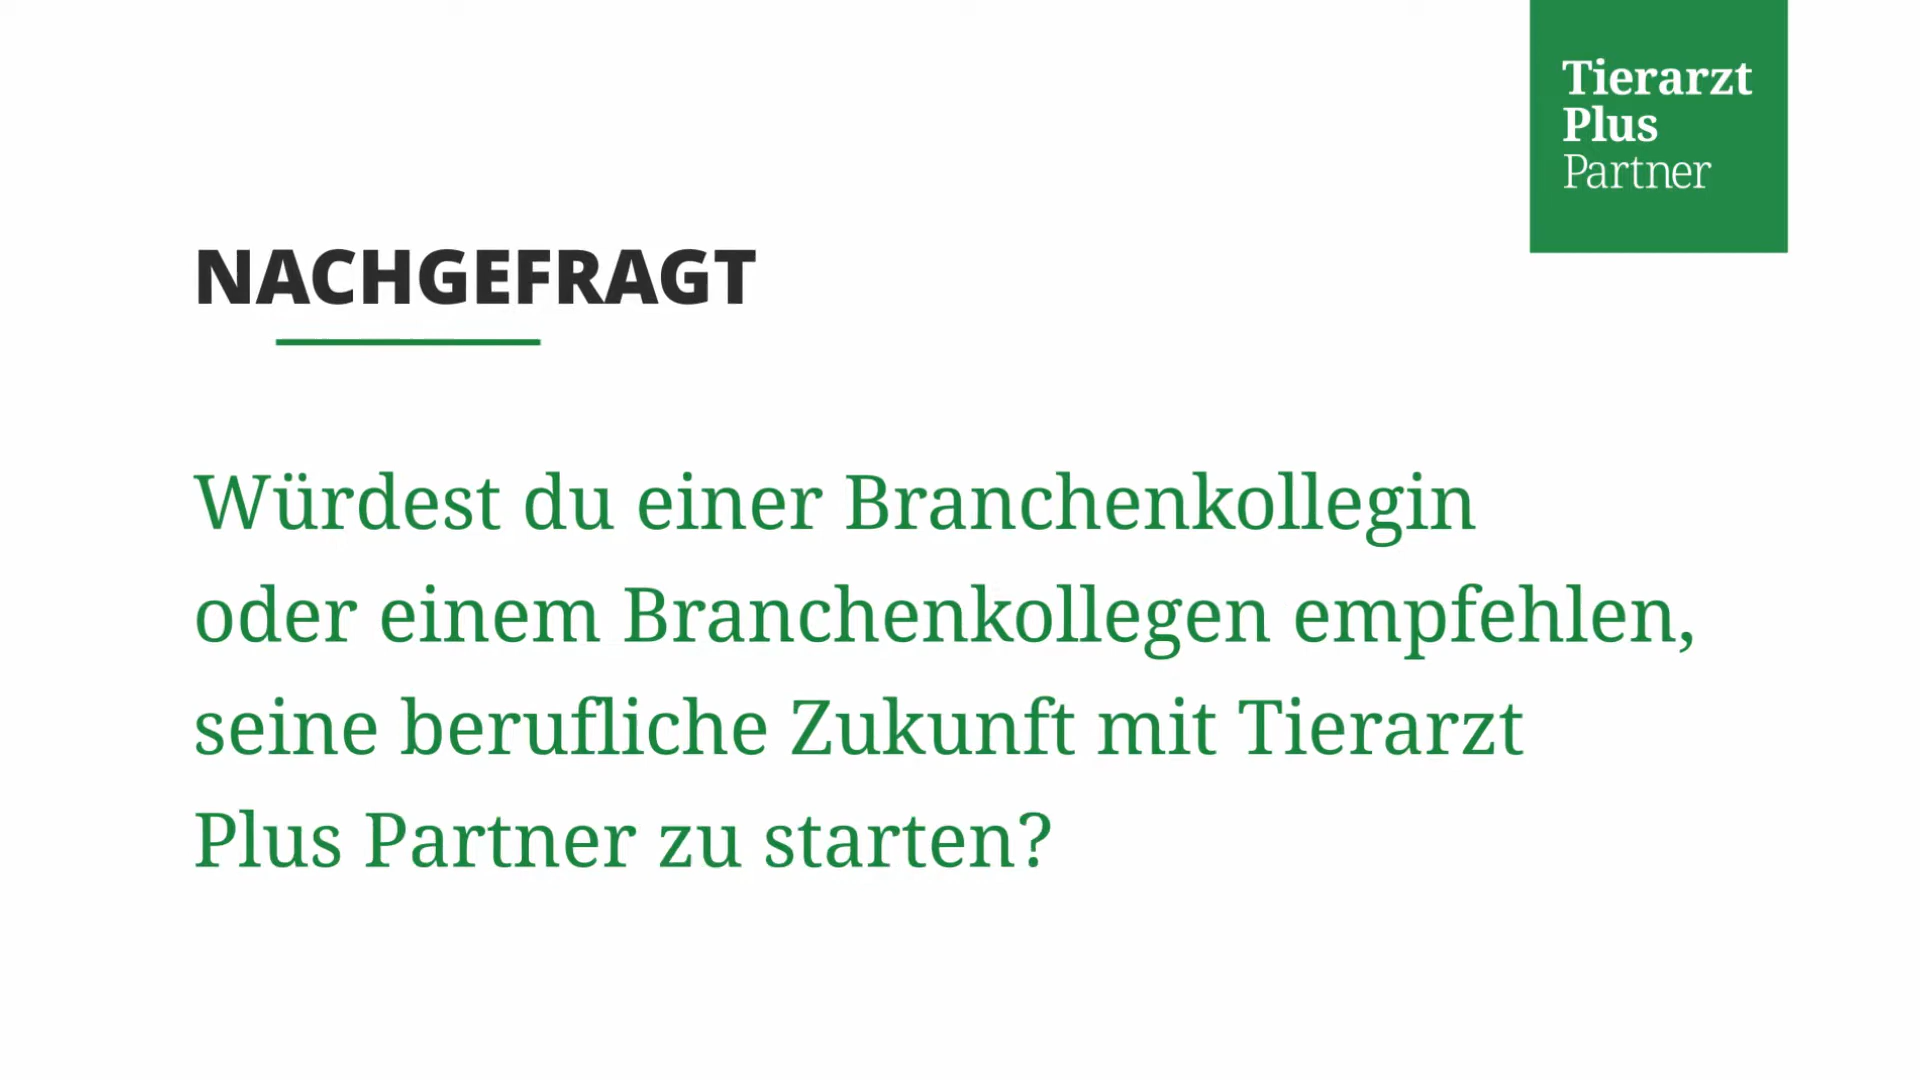 Tierarzt
Plus
Partner
NACHGEFRAGT
Würdest du einer Branchenkollegin
oder einem Branchenkollegen empfehlen,
seine berufliche Zukunft mit Tierarzt
Plus Partner zu starten?